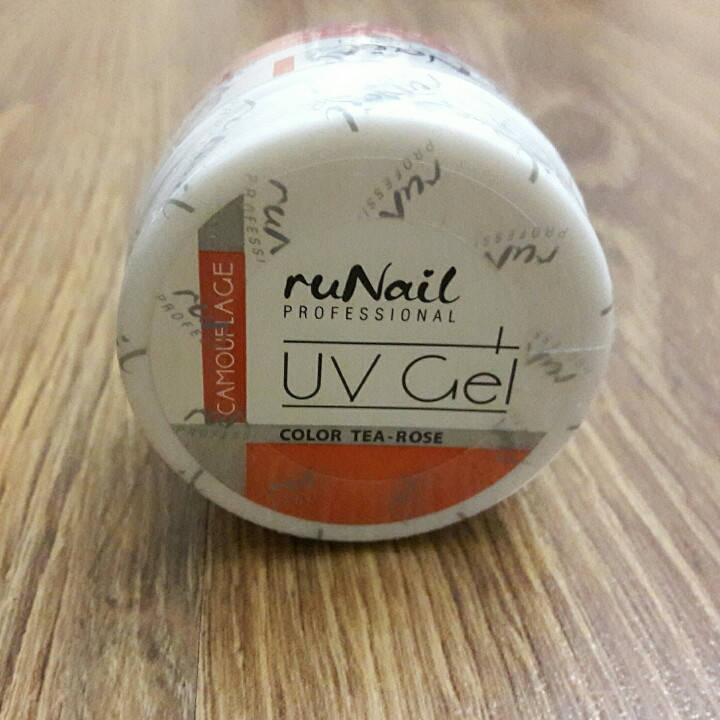 ruNail
PROFESSIONAL
UV Gel
COLOR TEA-ROSE
CAMOUFLAGE